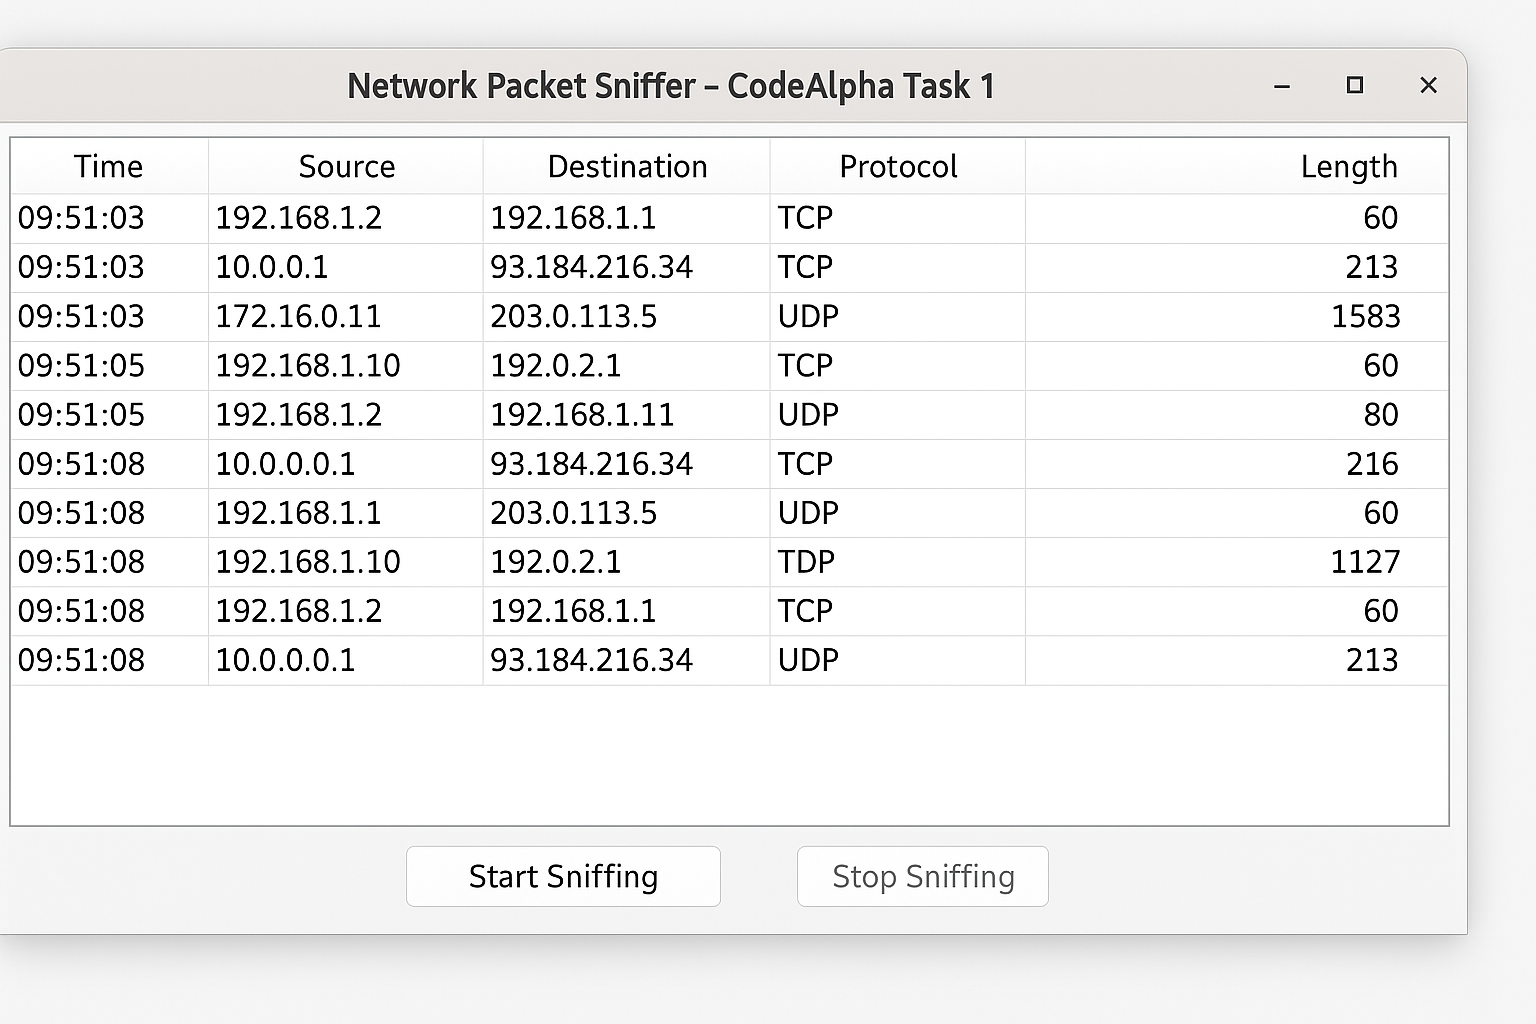 Network Packet Sniffer – CodeAlpha Task 1
Time Source Destination Protocol Length
09:51:03 192.168.1.2 192.168.1.1 TCP 60
09:51:03 10.0.0.1 93.184.216.34 TCP 213
09:51:03 172.16.0.11 203.0.113.5 UDP 1583
09:51:05 192.168.1.10 192.0.2.1 TCP 60
09:51:05 192.168.1.2 192.168.1.11 UDP 80
09:51:08 10.0.0.0.1 93.184.216.34 TCP 216
09:51:08 192.168.1.1 203.0.113.5 UDP 60
09:51:08 192.168.1.10 192.0.2.1 TDP 1127
09:51:08 192.168.1.2 192.168.1.1 TCP 60
09:51:08 10.0.0.0.1 93.184.216.34 UDP 213
Start Sniffing Stop Sniffing